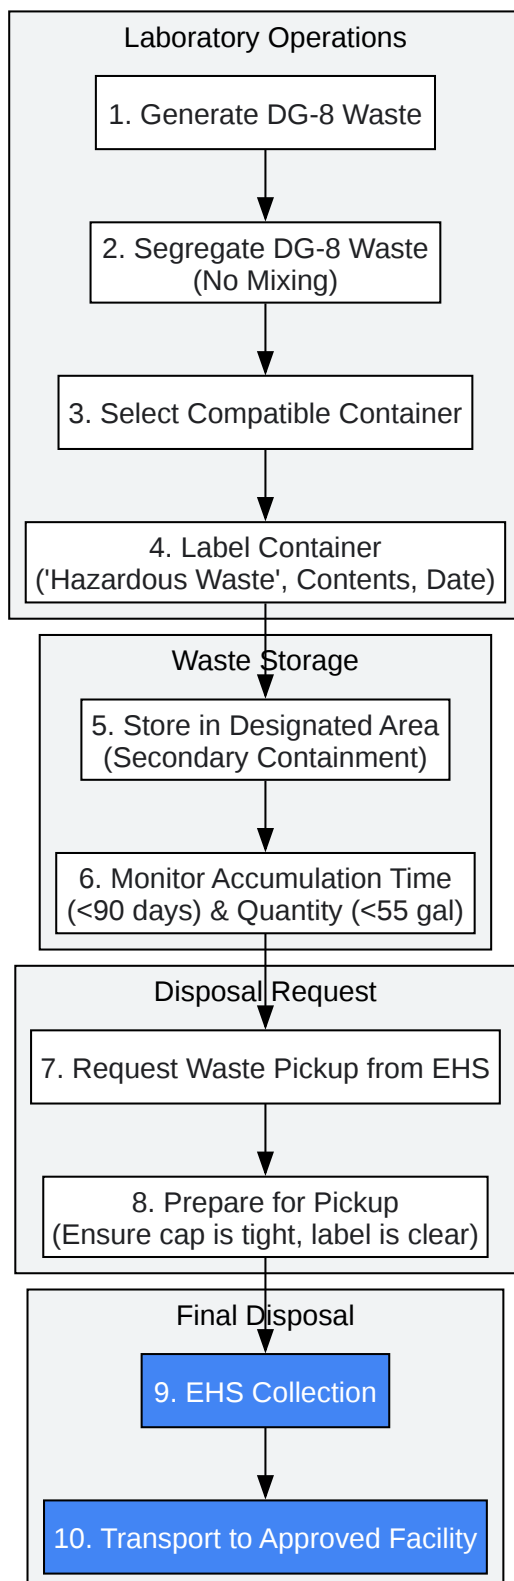 Laboratory Operations
1. Generate DG-8 Waste
2. Segregate DG-8 Waste
(No Mixing)
3. Select Compatible Container
4. Label Container
('Hazardous Waste', Contents, Date)
Waste Storage
5. Store in Designated Area
(Secondary Containment)
6. Monitor Accumulation Time
(<90 days) & Quantity (<55 gal)
Disposal Request
7. Request Waste Pickup from EHS
8. Prepare for Pickup
(Ensure cap is tight, label is clear)
Final Disposal
9. EHS Collection
10. Transport to Approved Facility